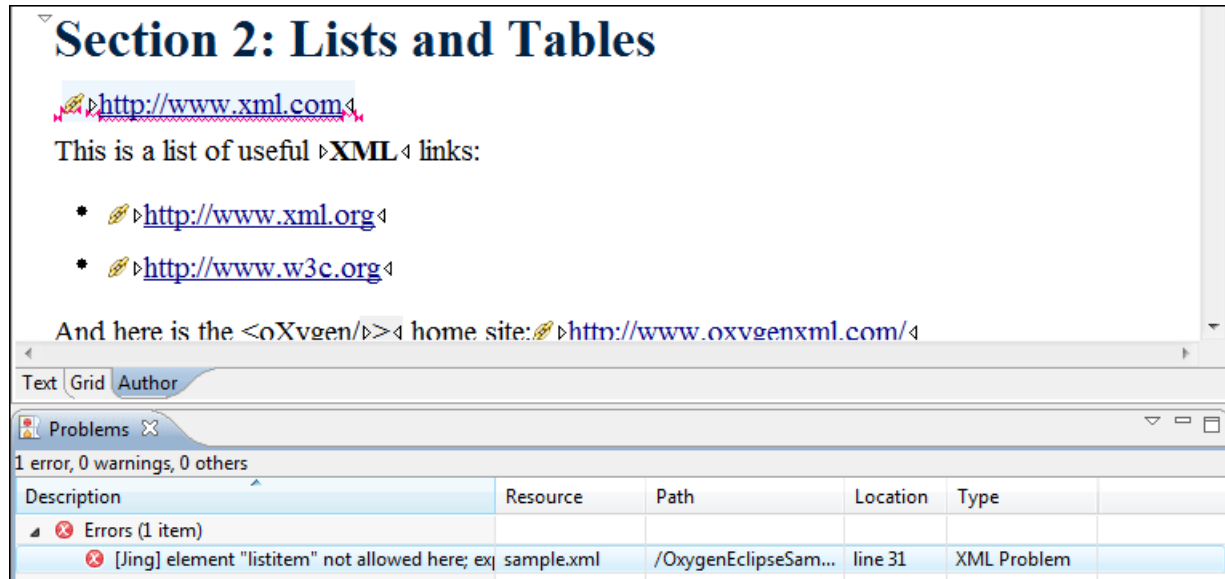 Section 2: Lists and Tables
http://www.xml.com
This is a list of useful XML links:
http://www.xml.org
http://www.w3c.org
And here is the <oXygen/> home site: http://www.oxygenxml.com/
Text Grid Author
Problems
1 error, 0 warnings, 0 others
Description Resource Path Location Type
Errors (1 item)
[Jing] element "listitem" not allowed here; exp sample.xml /OxygenEclipseSam... line 31 XML Problem